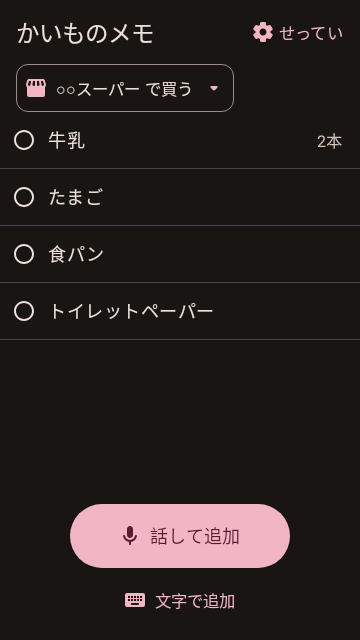 かいものメモ
せってい
○○スーパー で買う
牛乳 2本
たまご
食パン
トイレットペーパー
話して追加
文字で追加